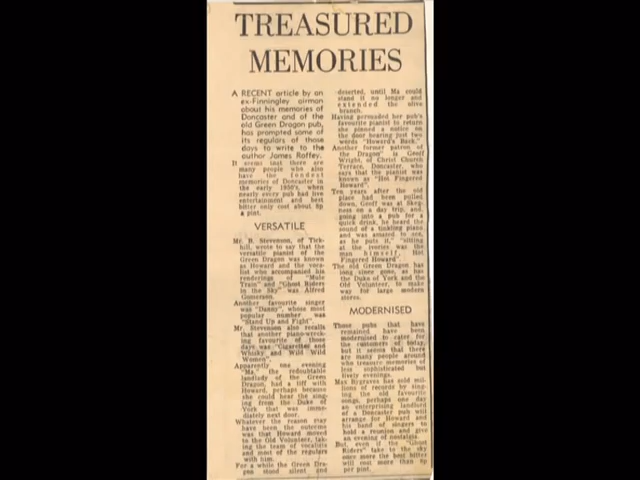 TREASURED
MEMORIES
A RECENT article by an
ex-Finningley airman
about his memories of
Doncaster and of the
old Green Dragon pub,
has prompted some of
its regulars of those
days to write to the
author James Raffey.
It seems that there are
many people who also
have the fondest
memories of Doncaster in
the early 1950's, when
nearly every pub had live
entertainment and best
bitter only cost about 6p
a pint.
VERSATILE
Mr. B. Stevenson, of Tick-
hill, wrote to say that the
versatile pianist of the
Green Dragon was known
as Howard and the voca-
list who accompanied his
renderings of "Mule
Train" and "Ghost Riders
in the Sky" was Alfred
Gomerson.
Another favourite singer
was "Danny", whose most
popular number was
"Stand Up and Fight".
Mr. Stevenson also recalls
that another piano-wreck-
ing favourite of those
days was "Cigarettes and
Whisky and Wild Wild
Women".
Apparently one evening
"Ma," the redoubtable
landlady of the Green
Dragon, had a tiff with
Howard, perhaps because
she could hear the sing-
ing from the Duke of
York that was imme-
diately next door.
Whatever the reason may
have been the outcome
was that Howard moved
to the Old Volunteer, tak-
ing the team of vocalists
and most of the regulars
with him.
For a while the Green Dra-
gon stood silent and
deserted, until Ma could
stand it no longer and
extended the olive
branch.
Having persuaded her pub's
favourite pianist to return
she pinned a notice on
the door bearing just two
words "Howard's Back."
Another former patron of
the Dragon" is Geoff
Wright, of Christ Church
Terrace, Doncaster, who
says that the pianist was
known as "Hot Fingered
Howard".
Ten years after the old
place had been pulled
down, Geoff was at Skeg-
ness on a day trip, and
going into a pub for a
quick drink, he heard the
sound of a tickling piano
and was amazed to see,
as he puts it, "sitting
at the ivories was the
man himself, Hot
Fingered Howard".
The old Green Dragon has
long since gone, as has
the Duke of York and the
Old Volunteer, to make
way for large modern
stores.
MODERNISED
Those pubs that have
remained have been
modernised to cater for
the customers of today,
but it seems that there
are many people around
who treasure memories of
less sophisticated but
lively evenings.
Max Bygraves has sold mil-
lions of records by sing-
ing the old favourite
songs, perhaps one day
an enterprising landlord
of a Doncaster pub will
arrange for Howard and
his band of singers to
hold a reunion and give
an evening of nostalgia.
But, even if the "Ghost
Riders" take to the sky
once more the best bitter
will cost more than 6p
per pint.